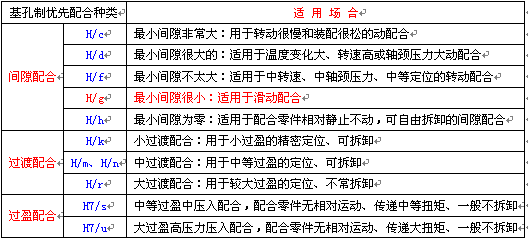 基孔制优先配合种类 适 用 场 合
间隙配合
H/c 最小间隙非常大：用于转动很慢和装配很松的动配合
H/d 最小间隙很大的：适用于温度变化大、转速高或轴颈压力大动配合
H/f 最小间隙不太大：适用于中转速、中轴颈压力、中等定位的转动配合
H/g 最小间隙很小：适用于滑动配合
H/h 最小间隙为零：适用于配合零件相对静止不动，可自由拆卸的间隙配合
过渡配合
H/k 小过渡配合：用于小过盈的精密定位、可拆卸
H/m、H/n 中过渡配合：用于中等过盈的定位、可拆卸
H/r 大过渡配合：用于较大过盈的定位、不常拆卸
过盈配合
H7/s 中等过盈中压入配合，配合零件无相对运动、传递中等扭矩、一般不拆卸
H7/u 大过盈高压力压入配合，配合零件无相对运动、传递大扭矩、一般不拆卸